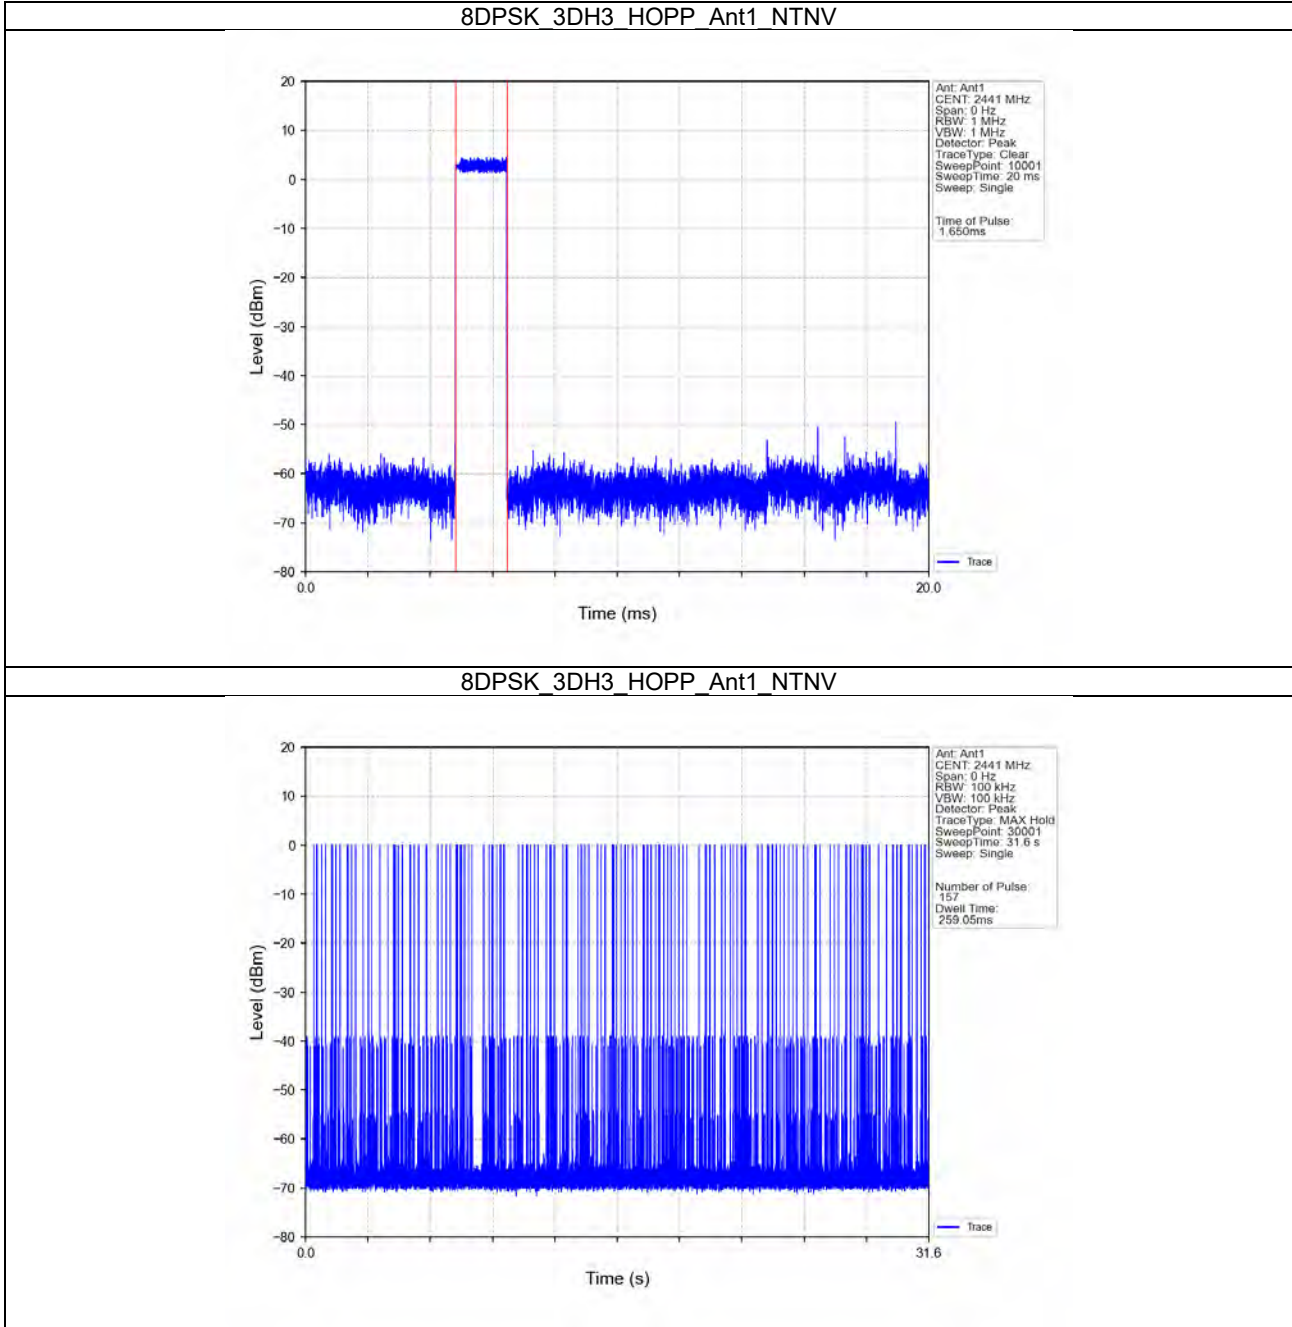 8DPSK_3DH3_HOPP_Ant1_NTNV
20
10
0
−10
−20
−30
−40
−50
−60
−70
−80
Level (dBm)
0.0
20.0
Time (ms)
Ant: Ant1
CENT: 2441 MHz
Span: 0 Hz
RBW: 1 MHz
VBW: 1 MHz
Detector: Peak
TraceType: Clear
SweepPoint: 10001
SweepTime: 20 ms
Sweep: Single
Time of Pulse:
1.650ms
Trace
8DPSK_3DH3_HOPP_Ant1_NTNV
20
10
0
−10
−20
−30
−40
−50
−60
−70
−80
Level (dBm)
0.0
31.6
Time (s)
Ant: Ant1
CENT: 2441 MHz
Span: 0 Hz
RBW: 100 kHz
VBW: 100 kHz
Detector: Peak
TraceType: MAX Hold
SweepPoint: 30001
SweepTime: 31.6 s
Sweep: Single
Number of Pulse:
157
Dwell Time:
259.05ms
Trace